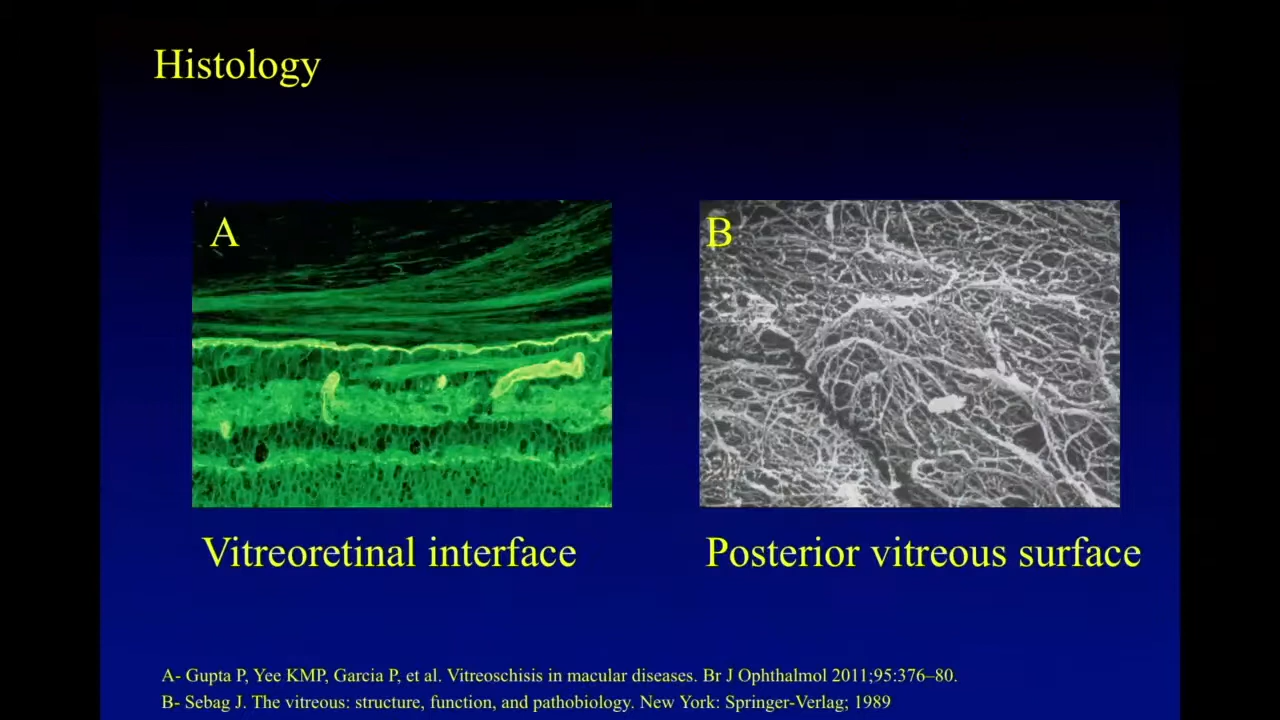 Histology
A
B
Vitreoretinal interface
Posterior vitreous surface
A- Gupta P, Yee KMP, Garcia P, et al. Vitreoschisis in macular diseases. Br J Ophthalmol 2011;95:376–80.
B- Sebag J. The vitreous: structure, function, and pathobiology. New York: Springer-Verlag; 1989